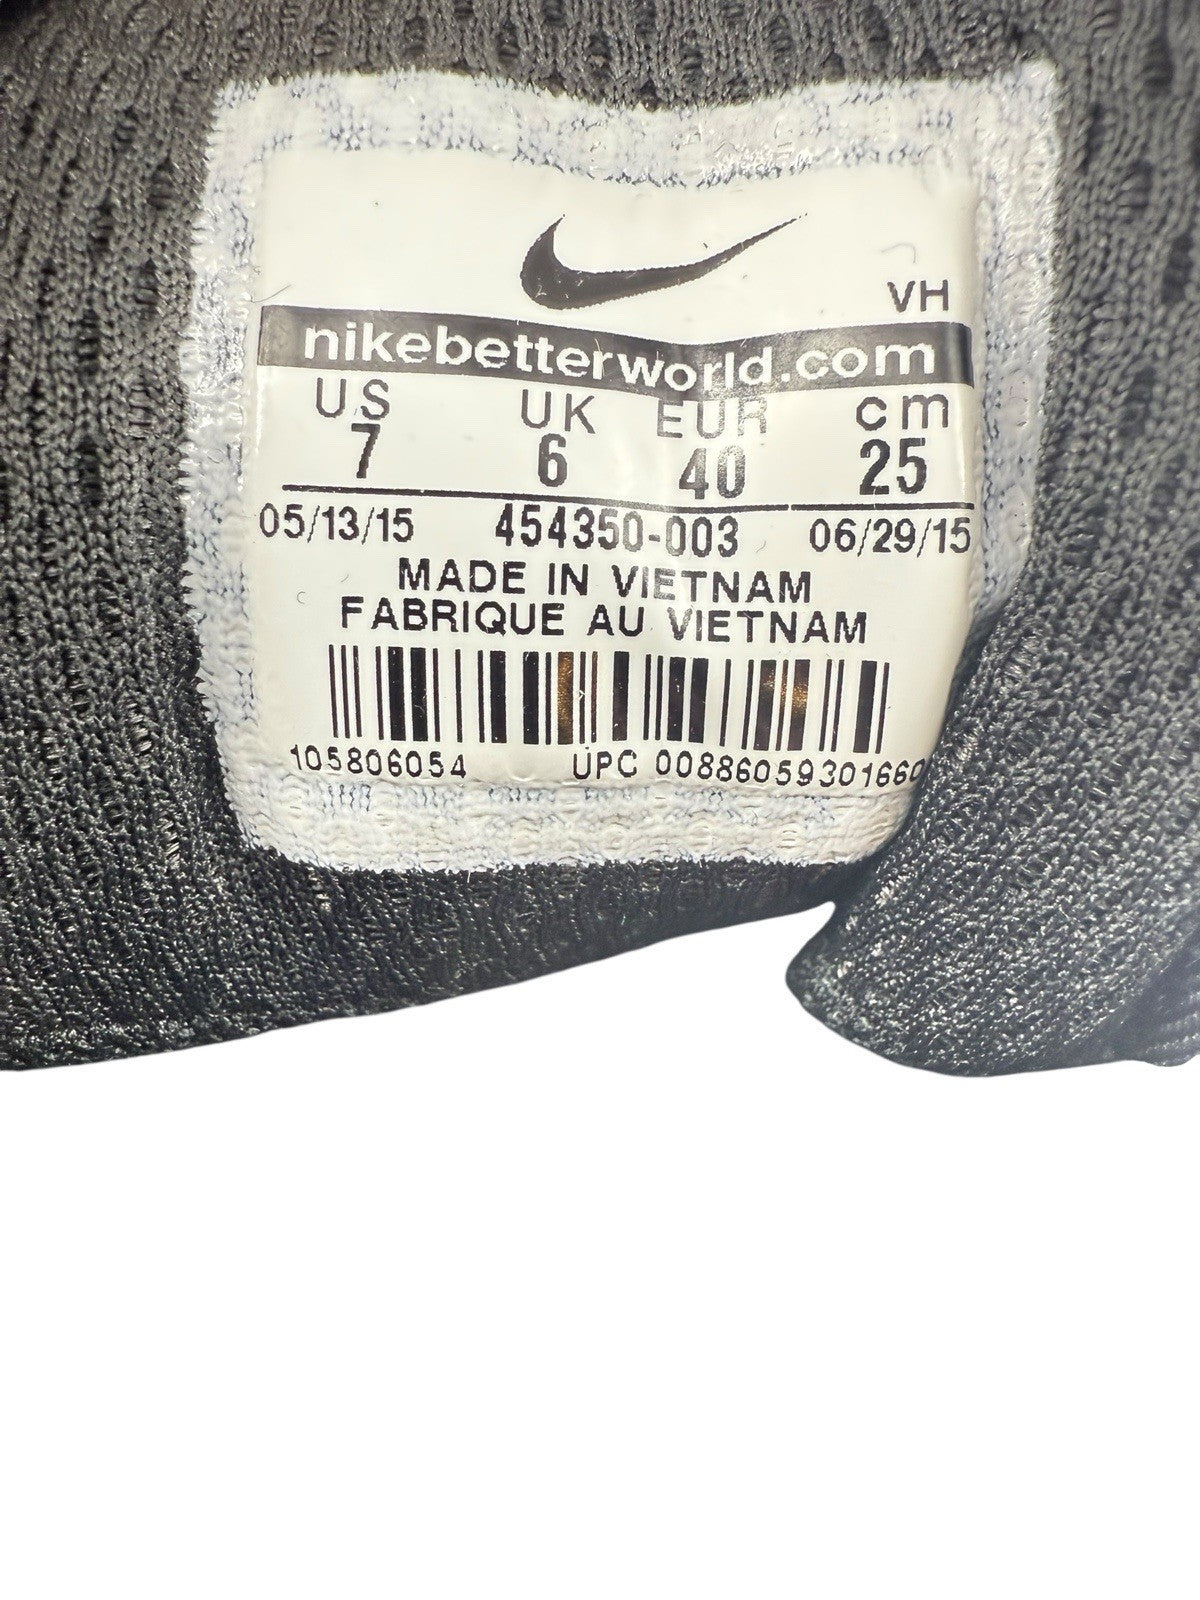 VH
nikebetterworld.com
US UK EUR cm
7 6 40 25
05/13/15 454350-003 06/29/15
MADE IN VIETNAM
FABRIQUE AU VIETNAM
105806054 UPC 00886059301660